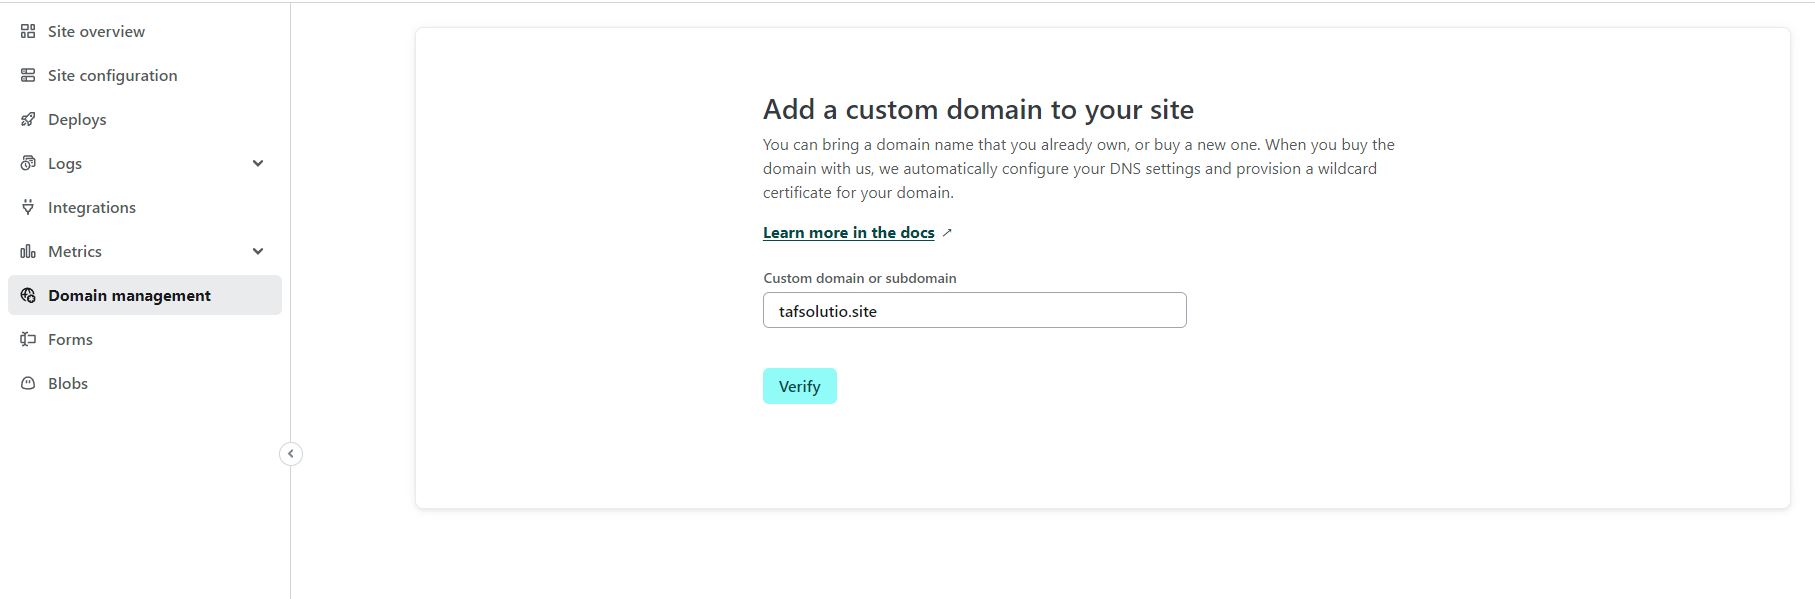 Site overview
Site configuration
Deploys
Logs
Integrations
Metrics
Domain management
Forms
Blobs
Add a custom domain to your site
You can bring a domain name that you already own, or buy a new one. When you buy the
domain with us, we automatically configure your DNS settings and provision a wildcard
certificate for your domain.
Learn more in the docs
Custom domain or subdomain
tafsolutio.site
Verify